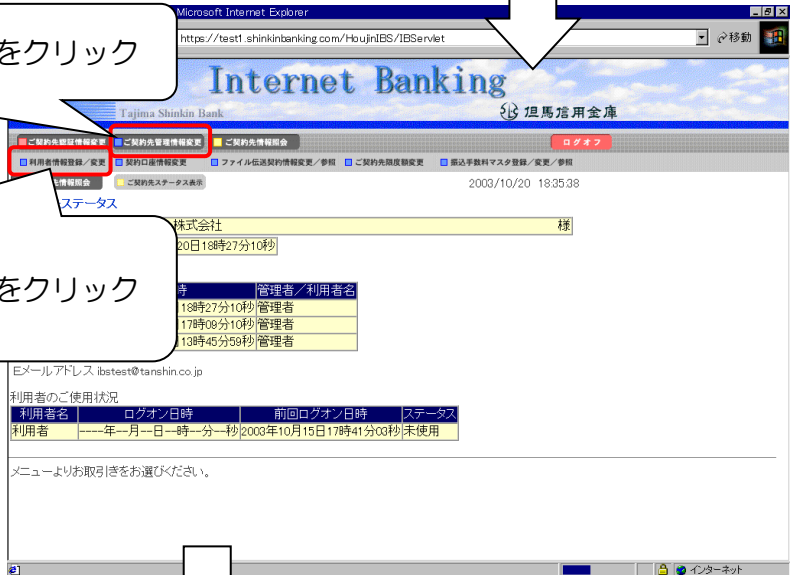 Microsoft Internet Explorer
をクリック
https://test1.shinkinbanking.com/HoujinIBS/IBServlet
移動
Internet Banking
Tajima Shinkin Bank
但馬信用金庫
ご契約先認証情報変更 ご契約先管理情報変更 ご契約先情報照会 ログオフ
利用者情報登録/変更 契約口座情報変更 ファイル伝送契約情報変更/参照 ご契約先限度額変更 振込手数料マスタ登録/変更/参照
先情報照会 ご契約先ステータス表示 2003/10/20 18:35:38
ステータス
株式会社 様
20日18時27分10秒
をクリック
時 管理者/利用者名
18時27分10秒 管理者
17時09分10秒 管理者
13時45分59秒 管理者
Eメールアドレス ibstest@tanshin.co.jp
利用者のご使用状況
利用者名 ログオン日時 前回ログオン日時 ステータス
利用者 ----年--月--日--時--分--秒 2003年10月15日17時41分03秒 未使用
メニューよりお取引きをお選びください。
インターネット